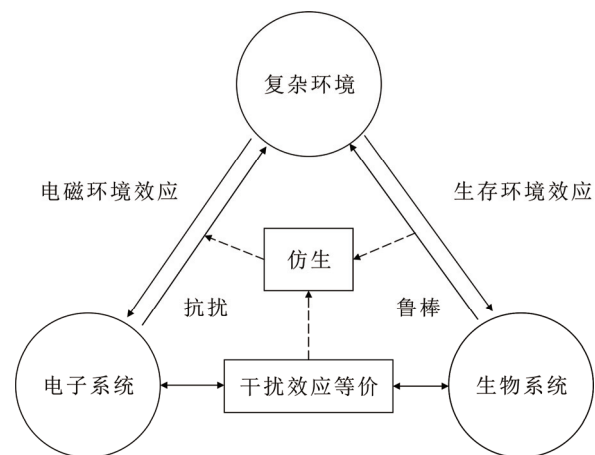 复杂环境
电磁环境效应
生存环境效应
仿生
抗扰
鲁棒
电子系统
干扰效应等价
生物系统